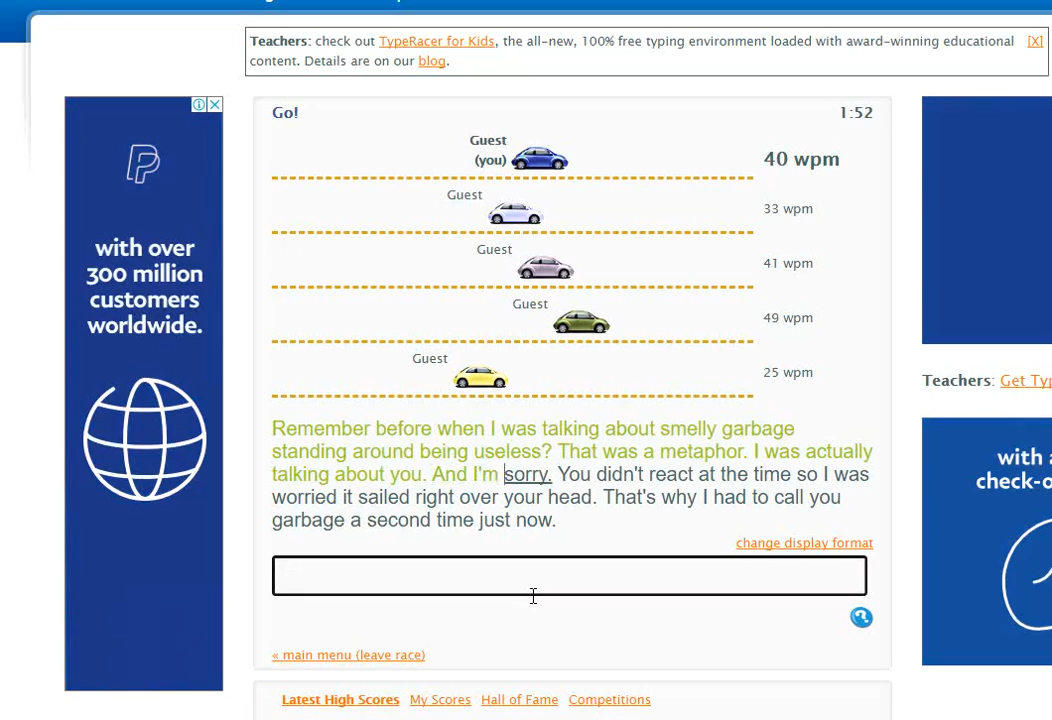 Teachers: check out TypeRacer for Kids, the all-new, 100% free typing environment loaded with award-winning educational [X]
content. Details are on our blog.
with over
300 million
customers
worldwide.
Go! 1:52
Guest
(you) 40 wpm
Guest 33 wpm
Guest 41 wpm
Guest 49 wpm
Guest 25 wpm
Remember before when I was talking about smelly garbage
standing around being useless? That was a metaphor. I was actually
talking about you. And I'm sorry. You didn't react at the time so I was
worried it sailed right over your head. That's why I had to call you
garbage a second time just now.
change display format
« main menu (leave race)
Latest High Scores My Scores Hall of Fame Competitions
Teachers: Get Ty
with a
check-o